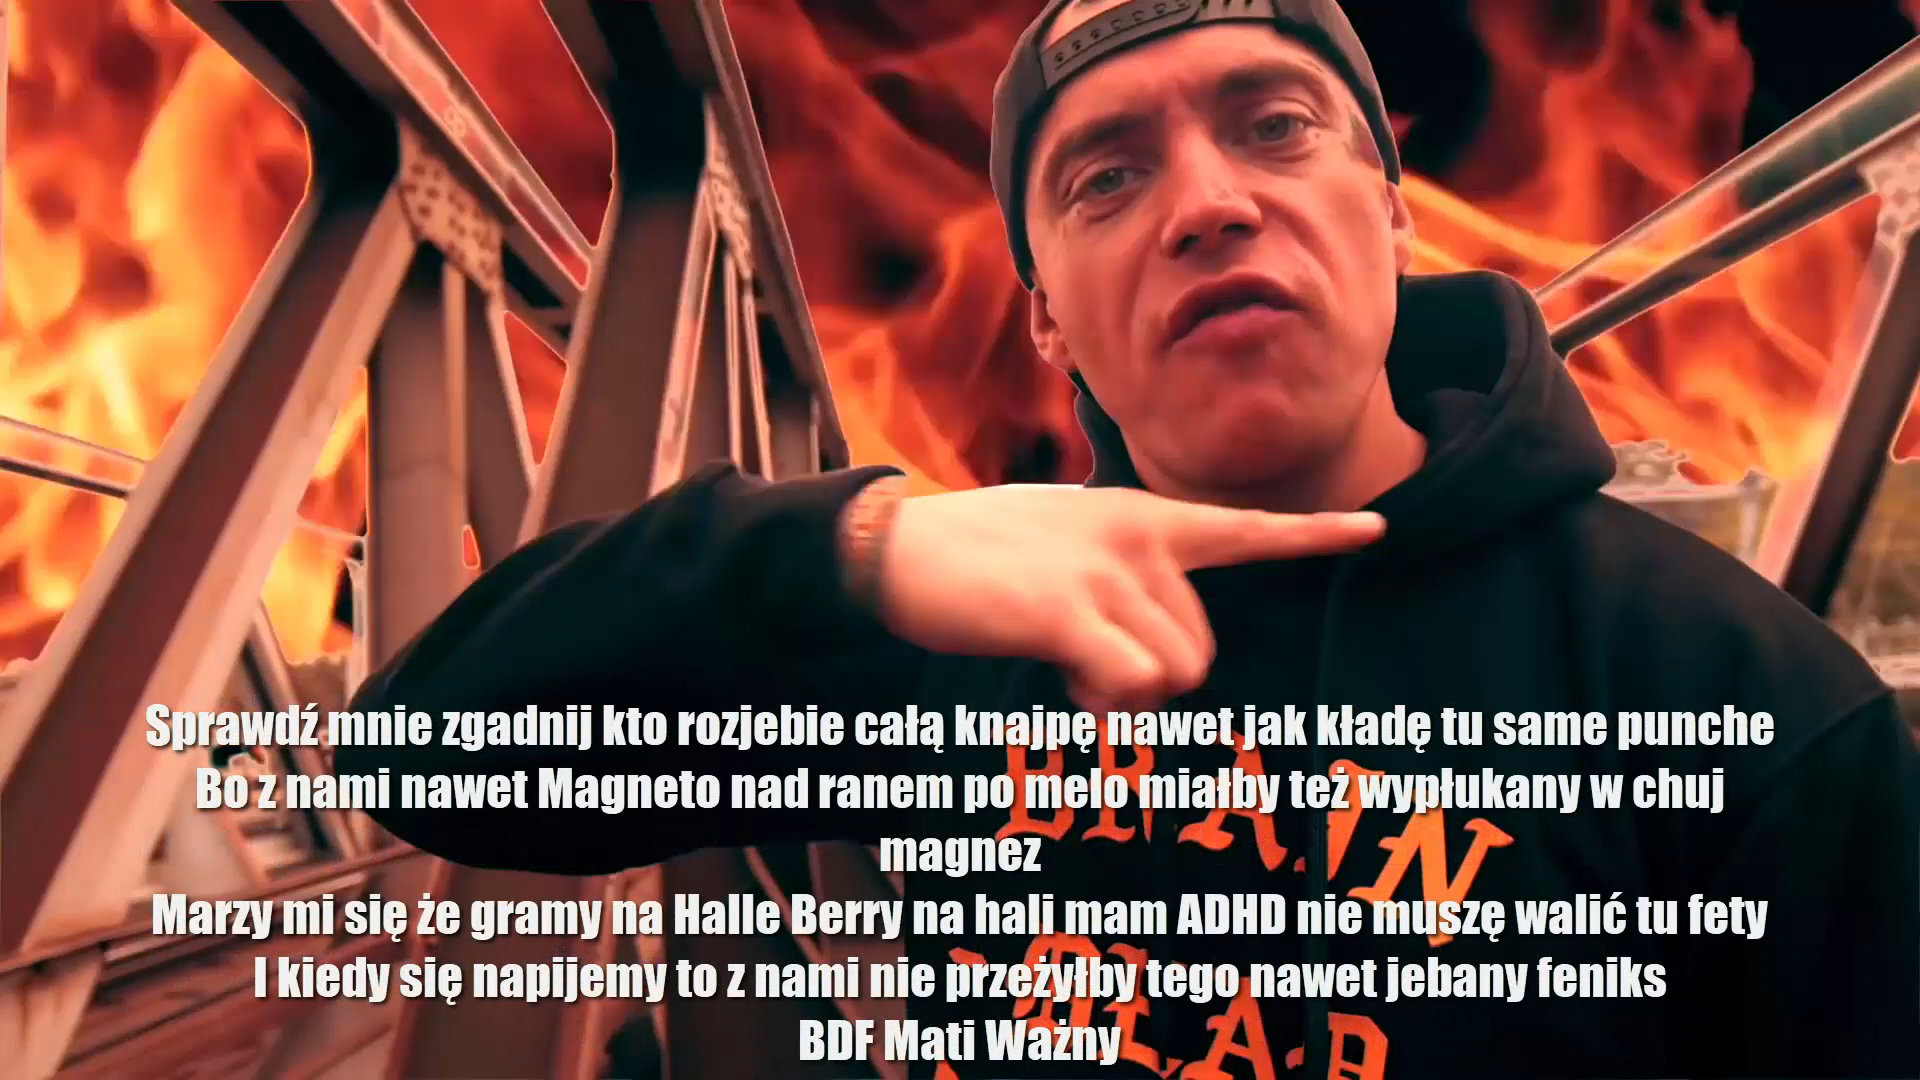 Sprawdź mnie zgadnij kto rozjebie całą knajpę nawet jak kładę tu same punche
Bo z nami nawet Magneto nad ranem po melo miałby też wypłukany w chuj
magnez
Marzy mi się że gramy na Halle Berry na hali mam ADHD nie muszę walić tu fety
I kiedy się napijemy to z nami nie przeżyłby tego nawet jebany feniks
BDF Mati Ważny
BRAIN
DEAD